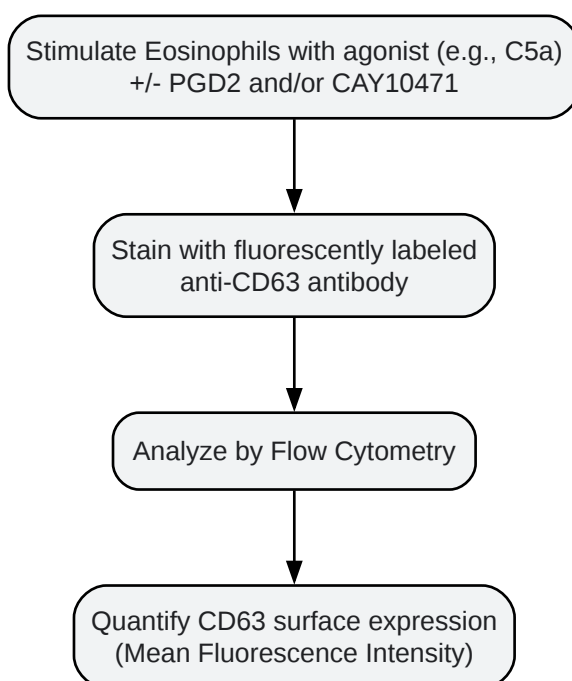 Stimulate Eosinophils with agonist (e.g., C5a)
+/- PGD2 and/or CAY10471
Stain with fluorescently labeled
anti-CD63 antibody
Analyze by Flow Cytometry
Quantify CD63 surface expression
(Mean Fluorescence Intensity)